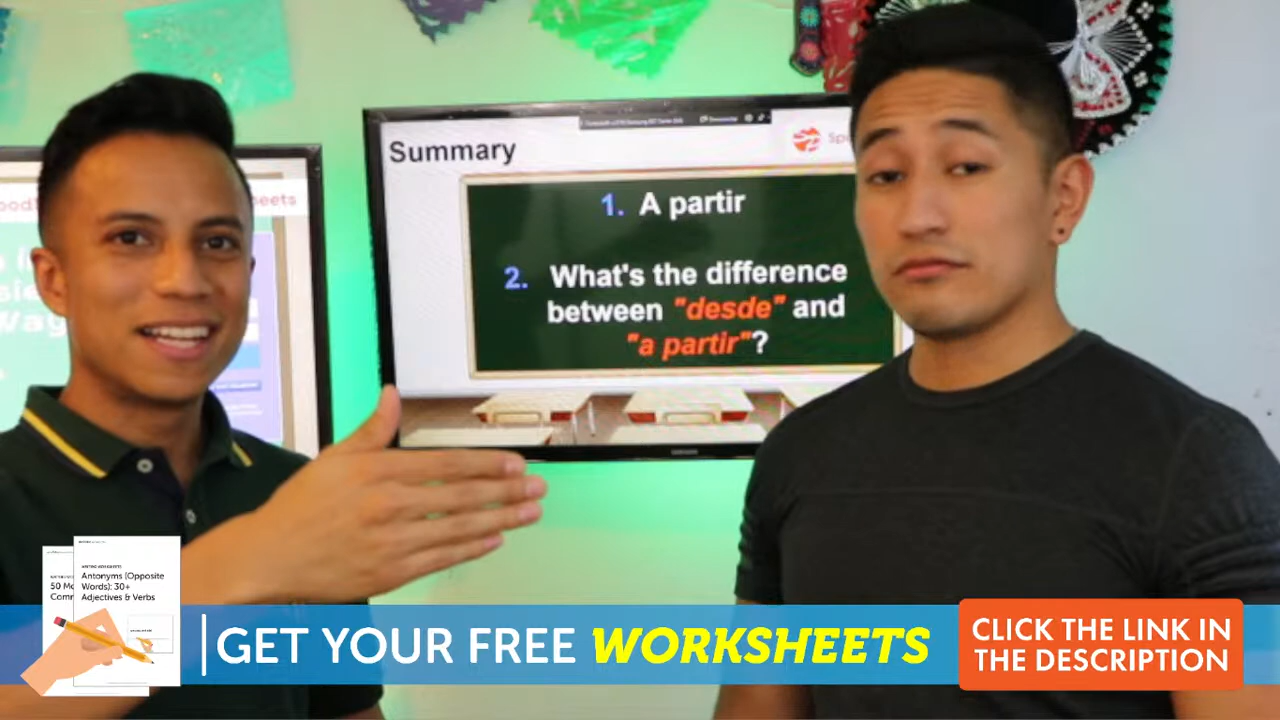 Summary
1. A partir
2. What's the difference
between "desde" and
"a partir"?
Antonyms (Opposite
Words): 30+
Adjectives & Verbs
GET YOUR FREE WORKSHEETS
CLICK THE LINK IN
THE DESCRIPTION